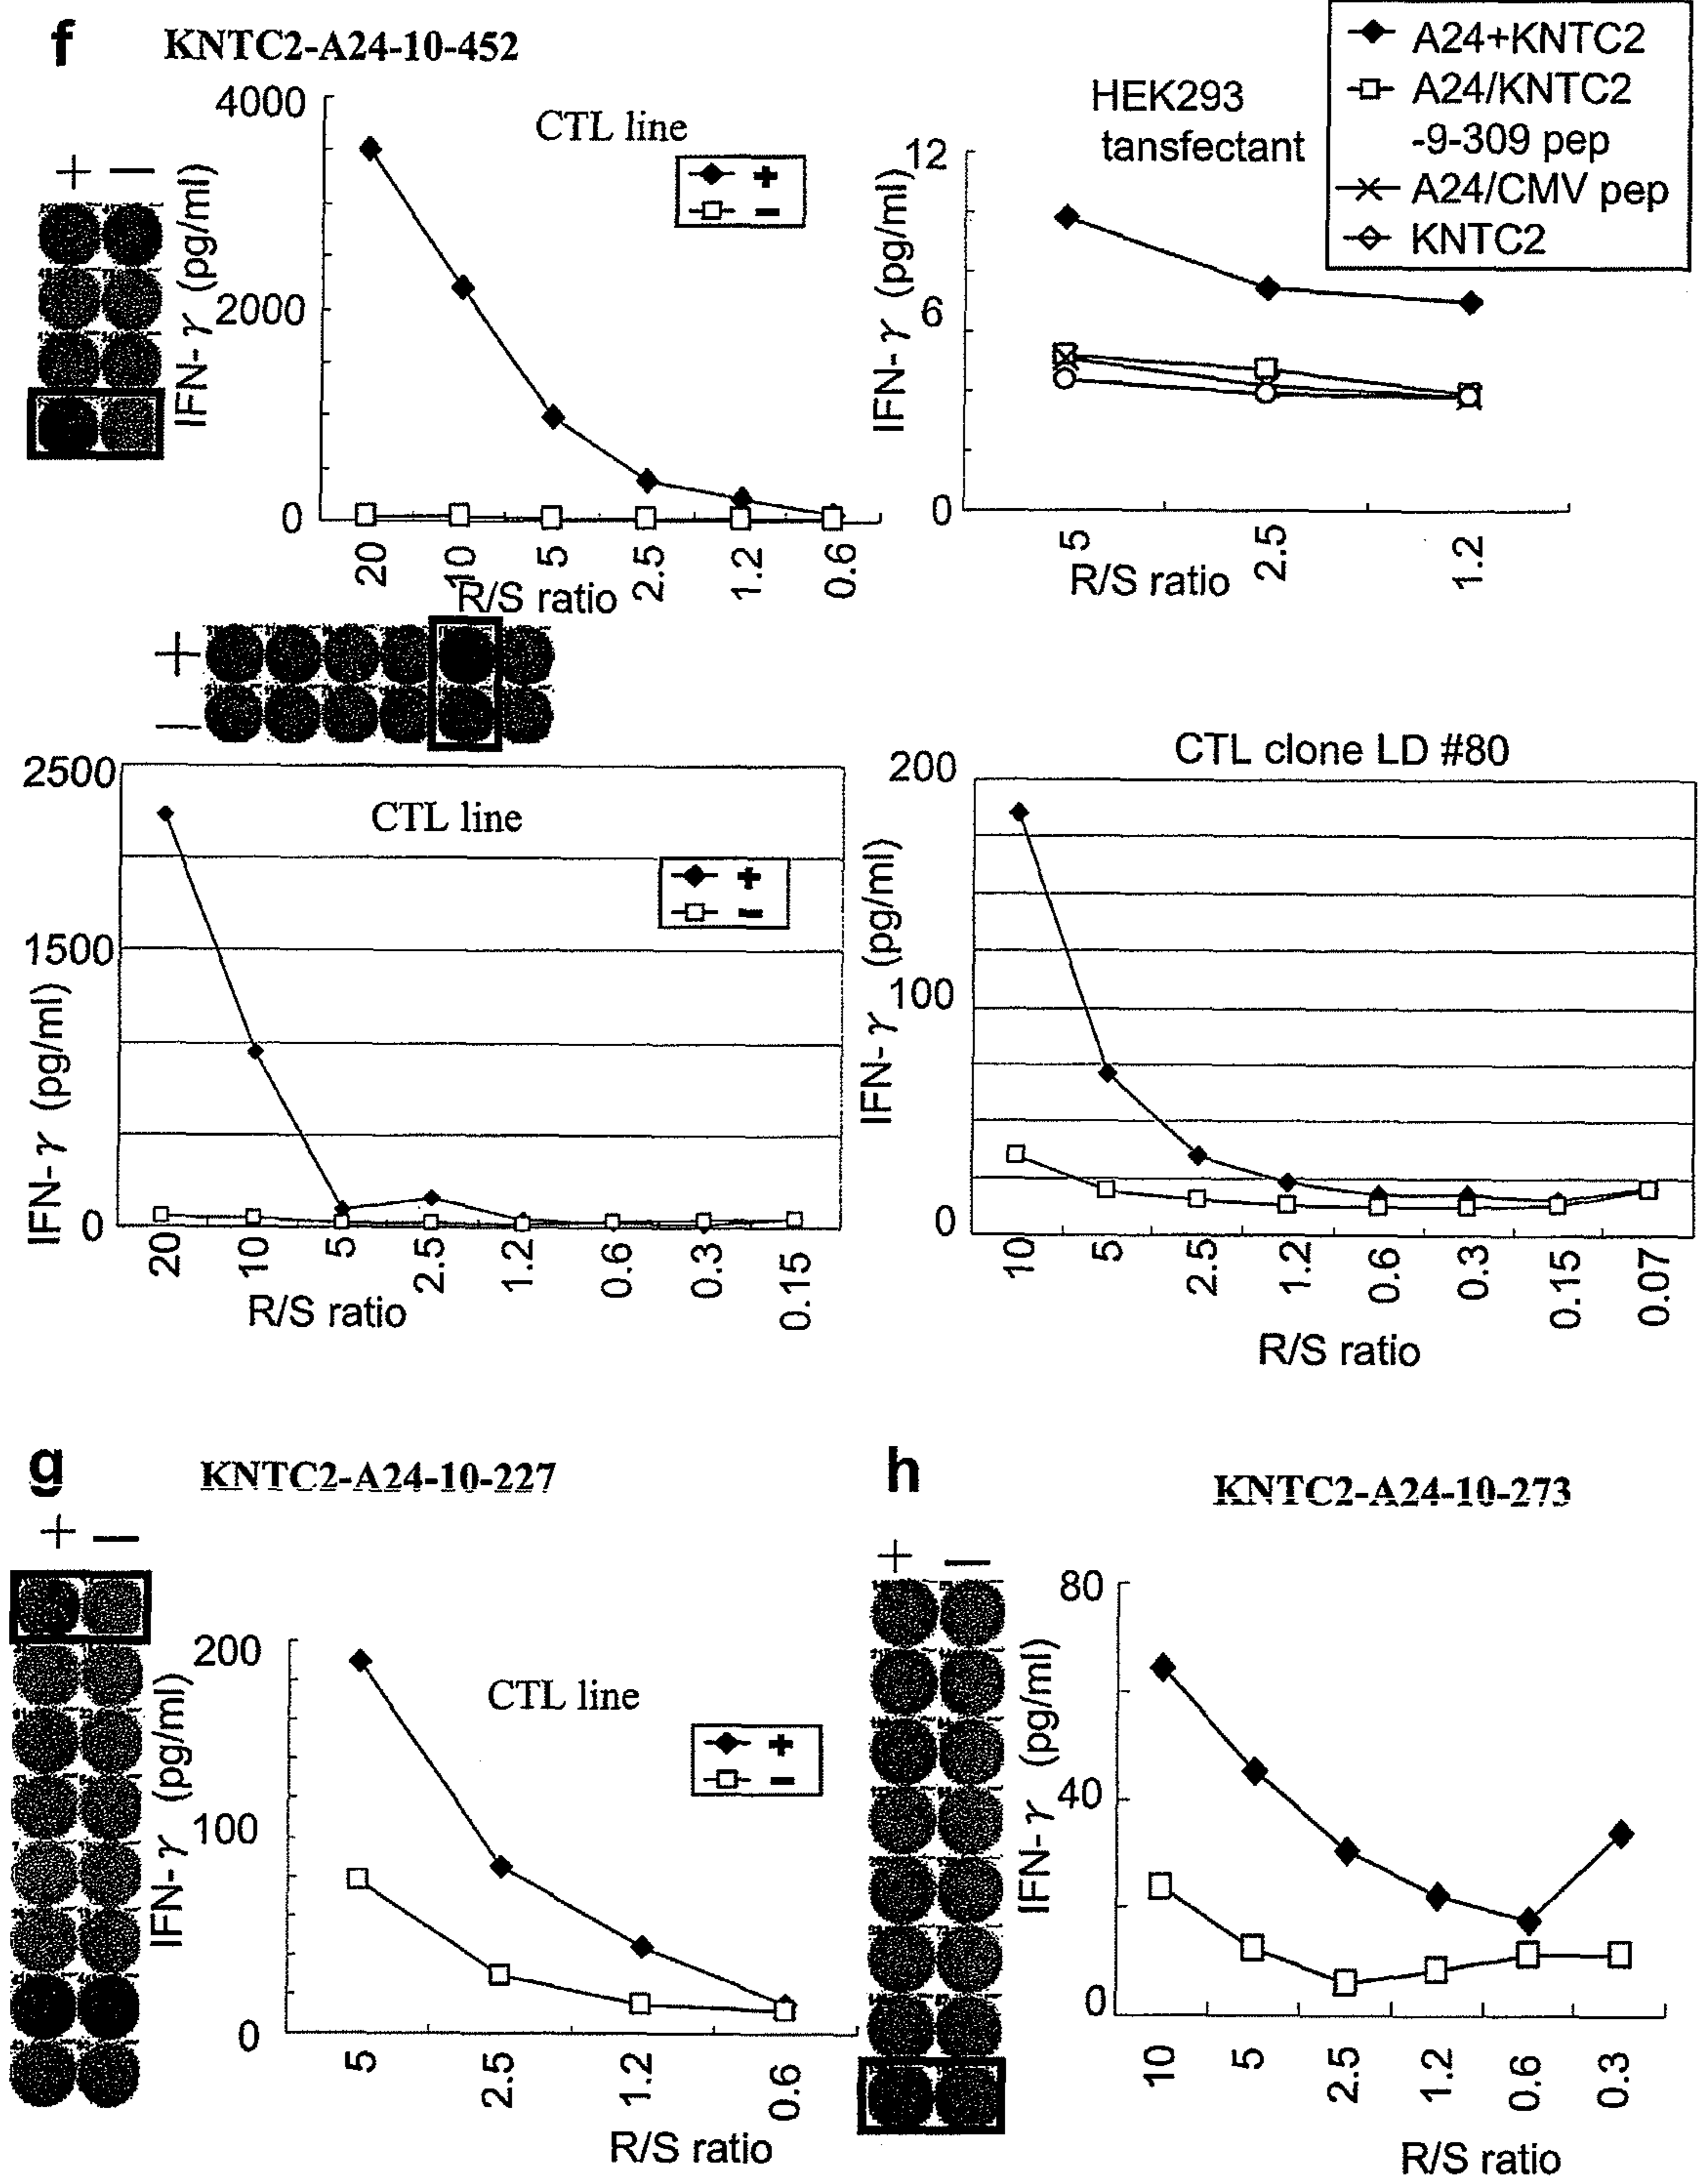 f KNTC2-A24-10-452
A24+KNTC2
A24/KNTC2
-9-309 pep
A24/CMV pep
KNTC2
+ −
IFN-γ (pg/ml)
4000
2000
0
CTL line
+
−
20 10 5 2.5 1.2 0.6
R/S ratio
HEK293
tansfectant
IFN-γ (pg/ml)
12
6
0
5 2.5 1.2
R/S ratio
+
−
IFN-γ (pg/ml)
2500
1500
0
CTL line
+
−
20 10 5 2.5 1.2 0.6 0.3 0.15
R/S ratio
CTL clone LD #80
IFN-γ (pg/ml)
200
100
0
10 5 2.5 1.2 0.6 0.3 0.15 0.07
R/S ratio
g KNTC2-A24-10-227
+ −
IFN-γ (pg/ml)
200
100
0
CTL line
+
−
5 2.5 1.2 0.6
R/S ratio
h KNTC2-A24-10-273
+ −
IFN-γ (pg/ml)
80
40
0
10 5 2.5 1.2 0.6 0.3
R/S ratio